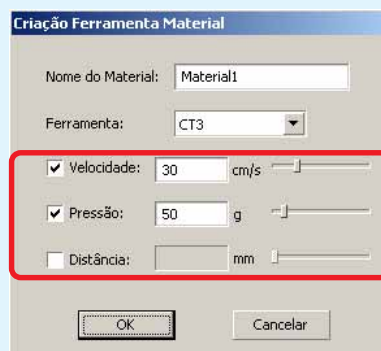 Criação Ferramenta Material
Nome do Material: Material1
Ferramenta: CT3
Velocidade: 30 cm/s
Pressão: 50 g
Distância: mm
OK Cancelar